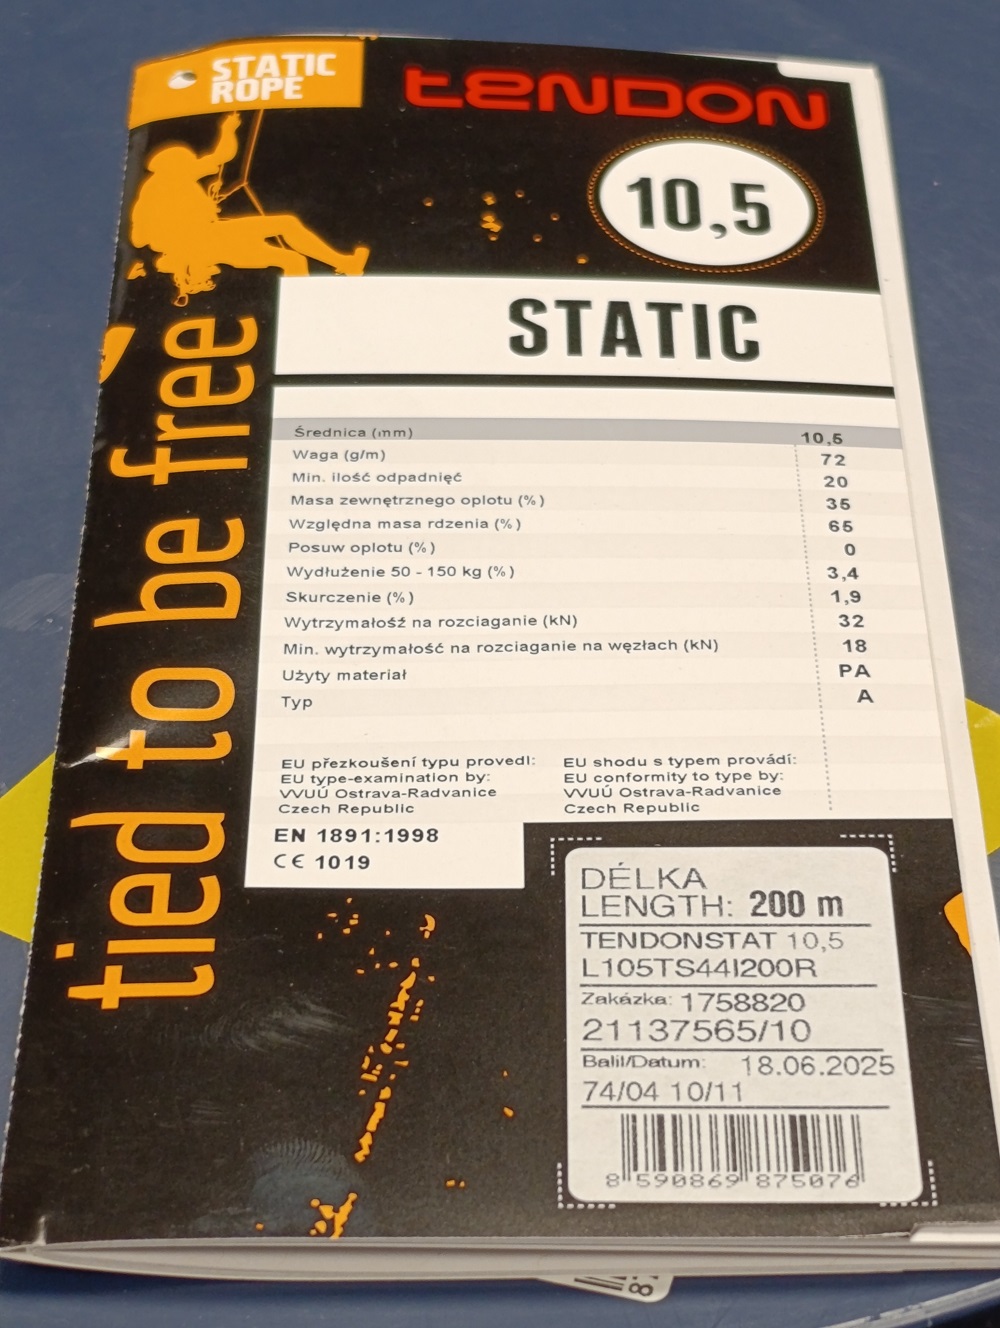 STATIC
ROPE
tENDON
10,5
STATIC
tied to be free
Średnica (mm) 10,5
Waga (g/m) 72
Min. ilość odpadnięć 20
Masa zewnętrznego oplotu (%) 35
Względna masa rdzenia (%) 65
Posuw oplotu (%) 0
Wydłużenie 50 - 150 kg (%) 3,4
Skurczenie (%) 1,9
Wytrzymałośź na rozciaganie (kN) 32
Min. wytrzymałość na rozciaganie na węzłach (kN) 18
Użyty materiał PA
Typ A
EU přezkoušení typu provedl:
EU type-examination by:
VVUÚ Ostrava-Radvanice
Czech Republic
EU shodu s typem provádí:
EU conformity to type by:
VVUÚ Ostrava-Radvanice
Czech Republic
EN 1891:1998
CE 1019
DÉLKA
LENGTH: 200 m
TENDONSTAT 10,5
L105TS44I200R
Zakázka: 1758820
21137565/10
Balil/Datum: 18.06.2025
74/04 10/11
8 590869 875076